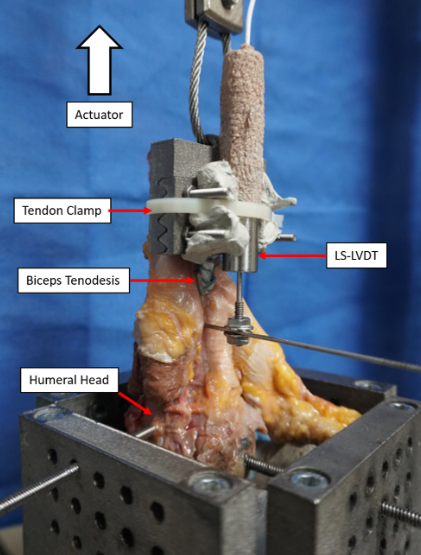 Actuator
Tendon Clamp
LS-LVDT
Biceps Tenodesis
Humeral Head